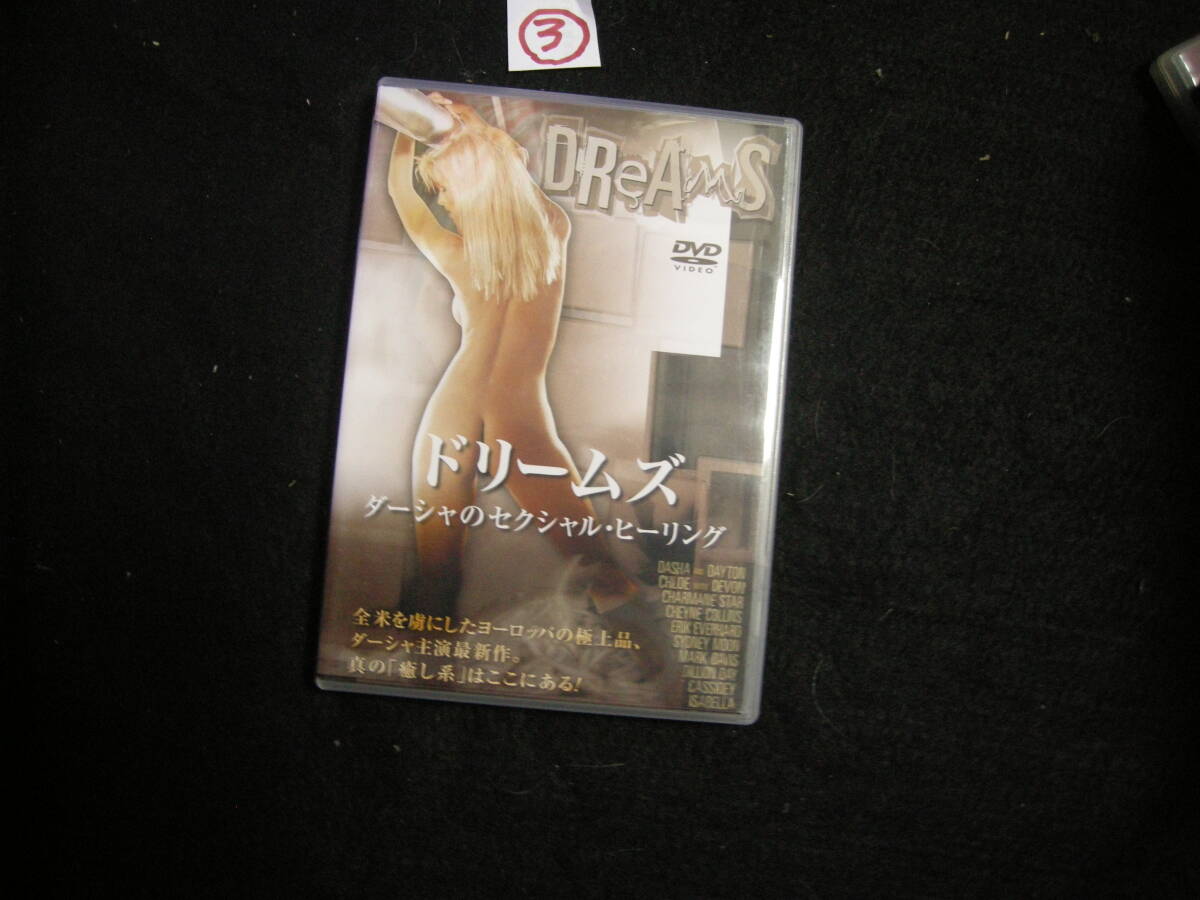 3
DReAmS
DVD
VIDEO
ドリームズ
ダーシャのセクシャル・ヒーリング
DASHA AND DAYTON
CHLOE WITH DEVON
CHARMANE STAR
CHEYNE COLLINS
ERIK EVERHARD
SYDNEY MOON
MARK DAVIS
DILLON DAY
CASSIDEY
ISABELLA
全米を虜にしたヨーロッパの極上品、
ダーシャ主演最新作。
真の「癒し系」はここにある!